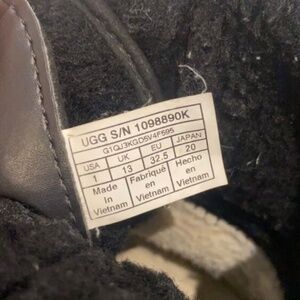 UGG S/N 1098890K
G1QJ3KGD5V4F595
USA UK EU JAPAN
1 13 32.5 20
Made Fabriqué Hecho
in en en
Vietnam Vietnam Vietnam